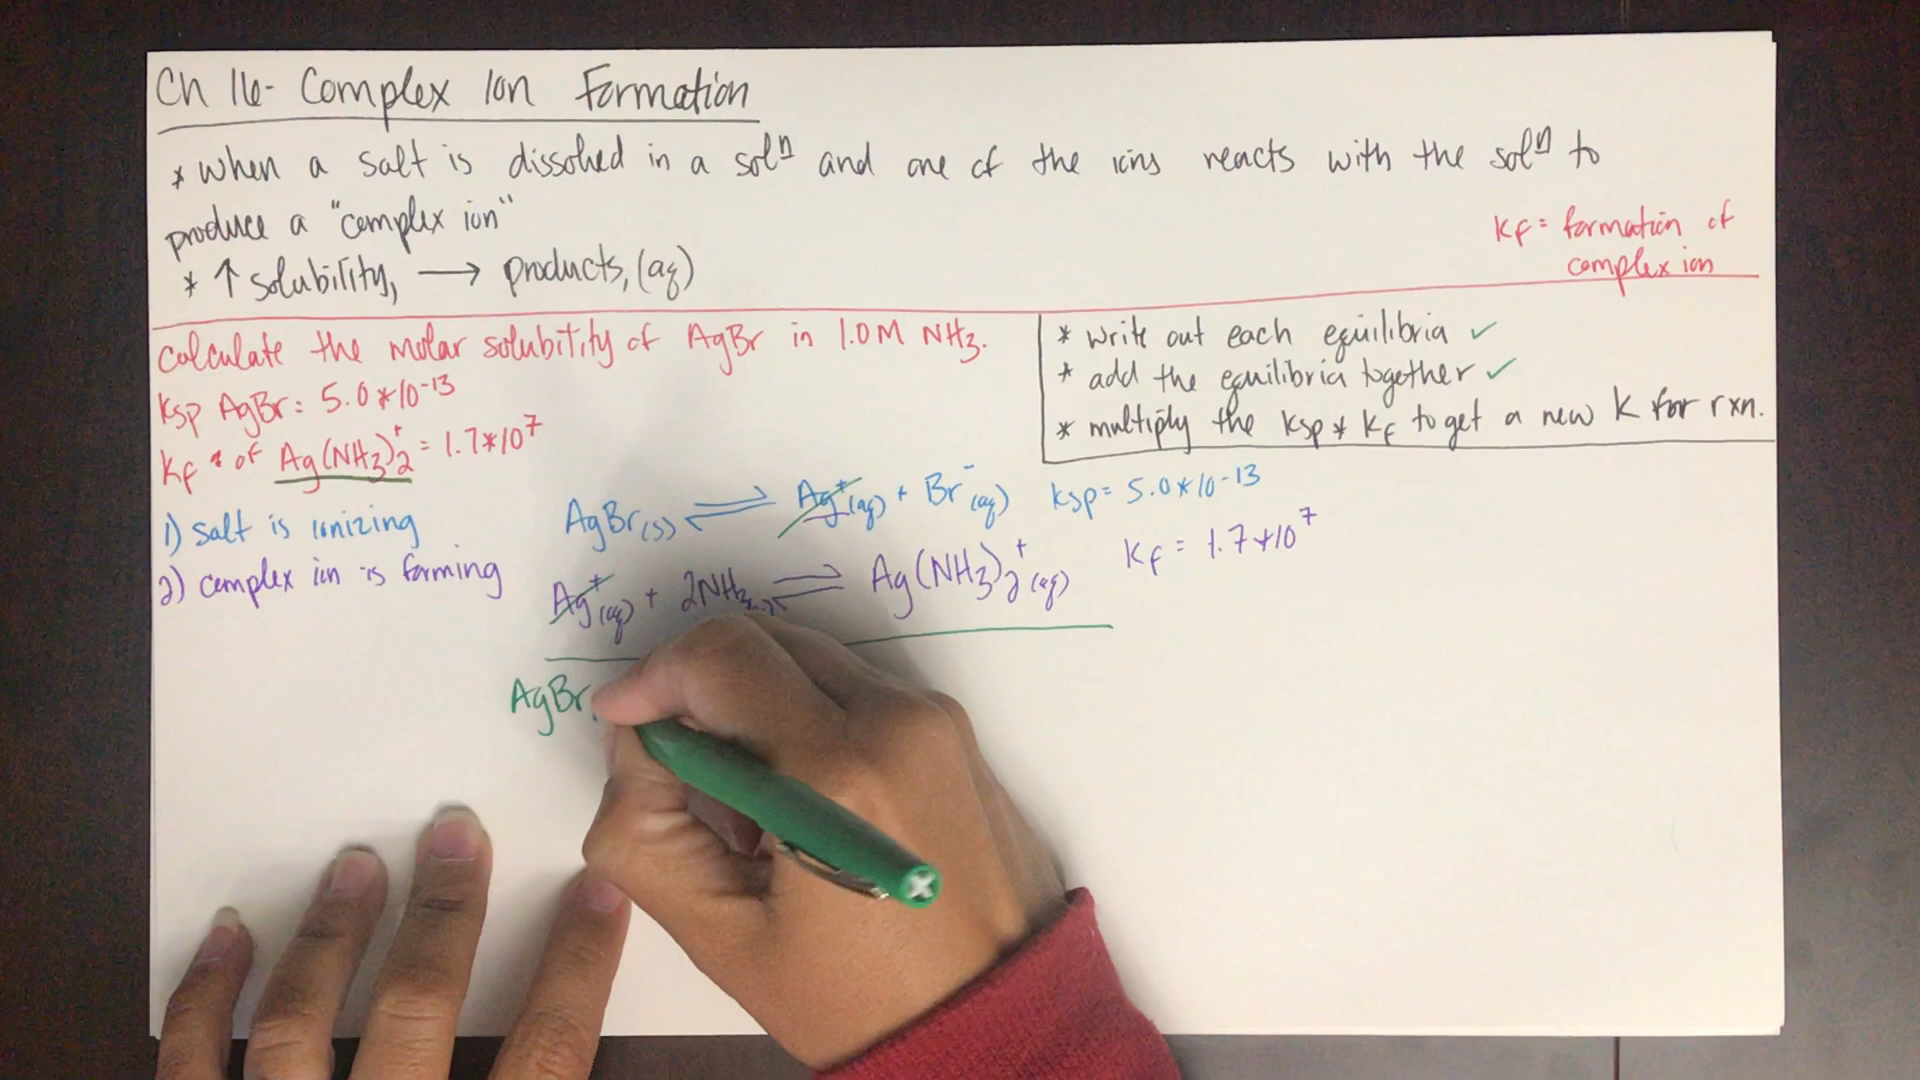 Ch 16- Complex Ion Formation
* when a salt is dissolved in a solⁿ and one of the ions reacts with the solⁿ to
produce a "complex ion"
* ↑ solubility, ⟶ products, (aq)
Kf = formation of
complex ion
Calculate the molar solubility of AgBr in 1.0M NH₃.
Ksp AgBr = 5.0*10⁻¹³
Kf of Ag(NH₃)₂⁺ = 1.7*10⁷
* write out each equilibria ✓
* add the equilibria together ✓
* multiply the Ksp * Kf to get a new K for rxn.
1) salt is ionizing
2) complex ion is forming
AgBr(s) ⇌ Ag⁺(aq) + Br⁻(aq) Ksp = 5.0*10⁻¹³
Ag⁺(aq) + 2NH₃ ⇌ Ag(NH₃)₂⁺(aq) Kf = 1.7*10⁷
AgBr